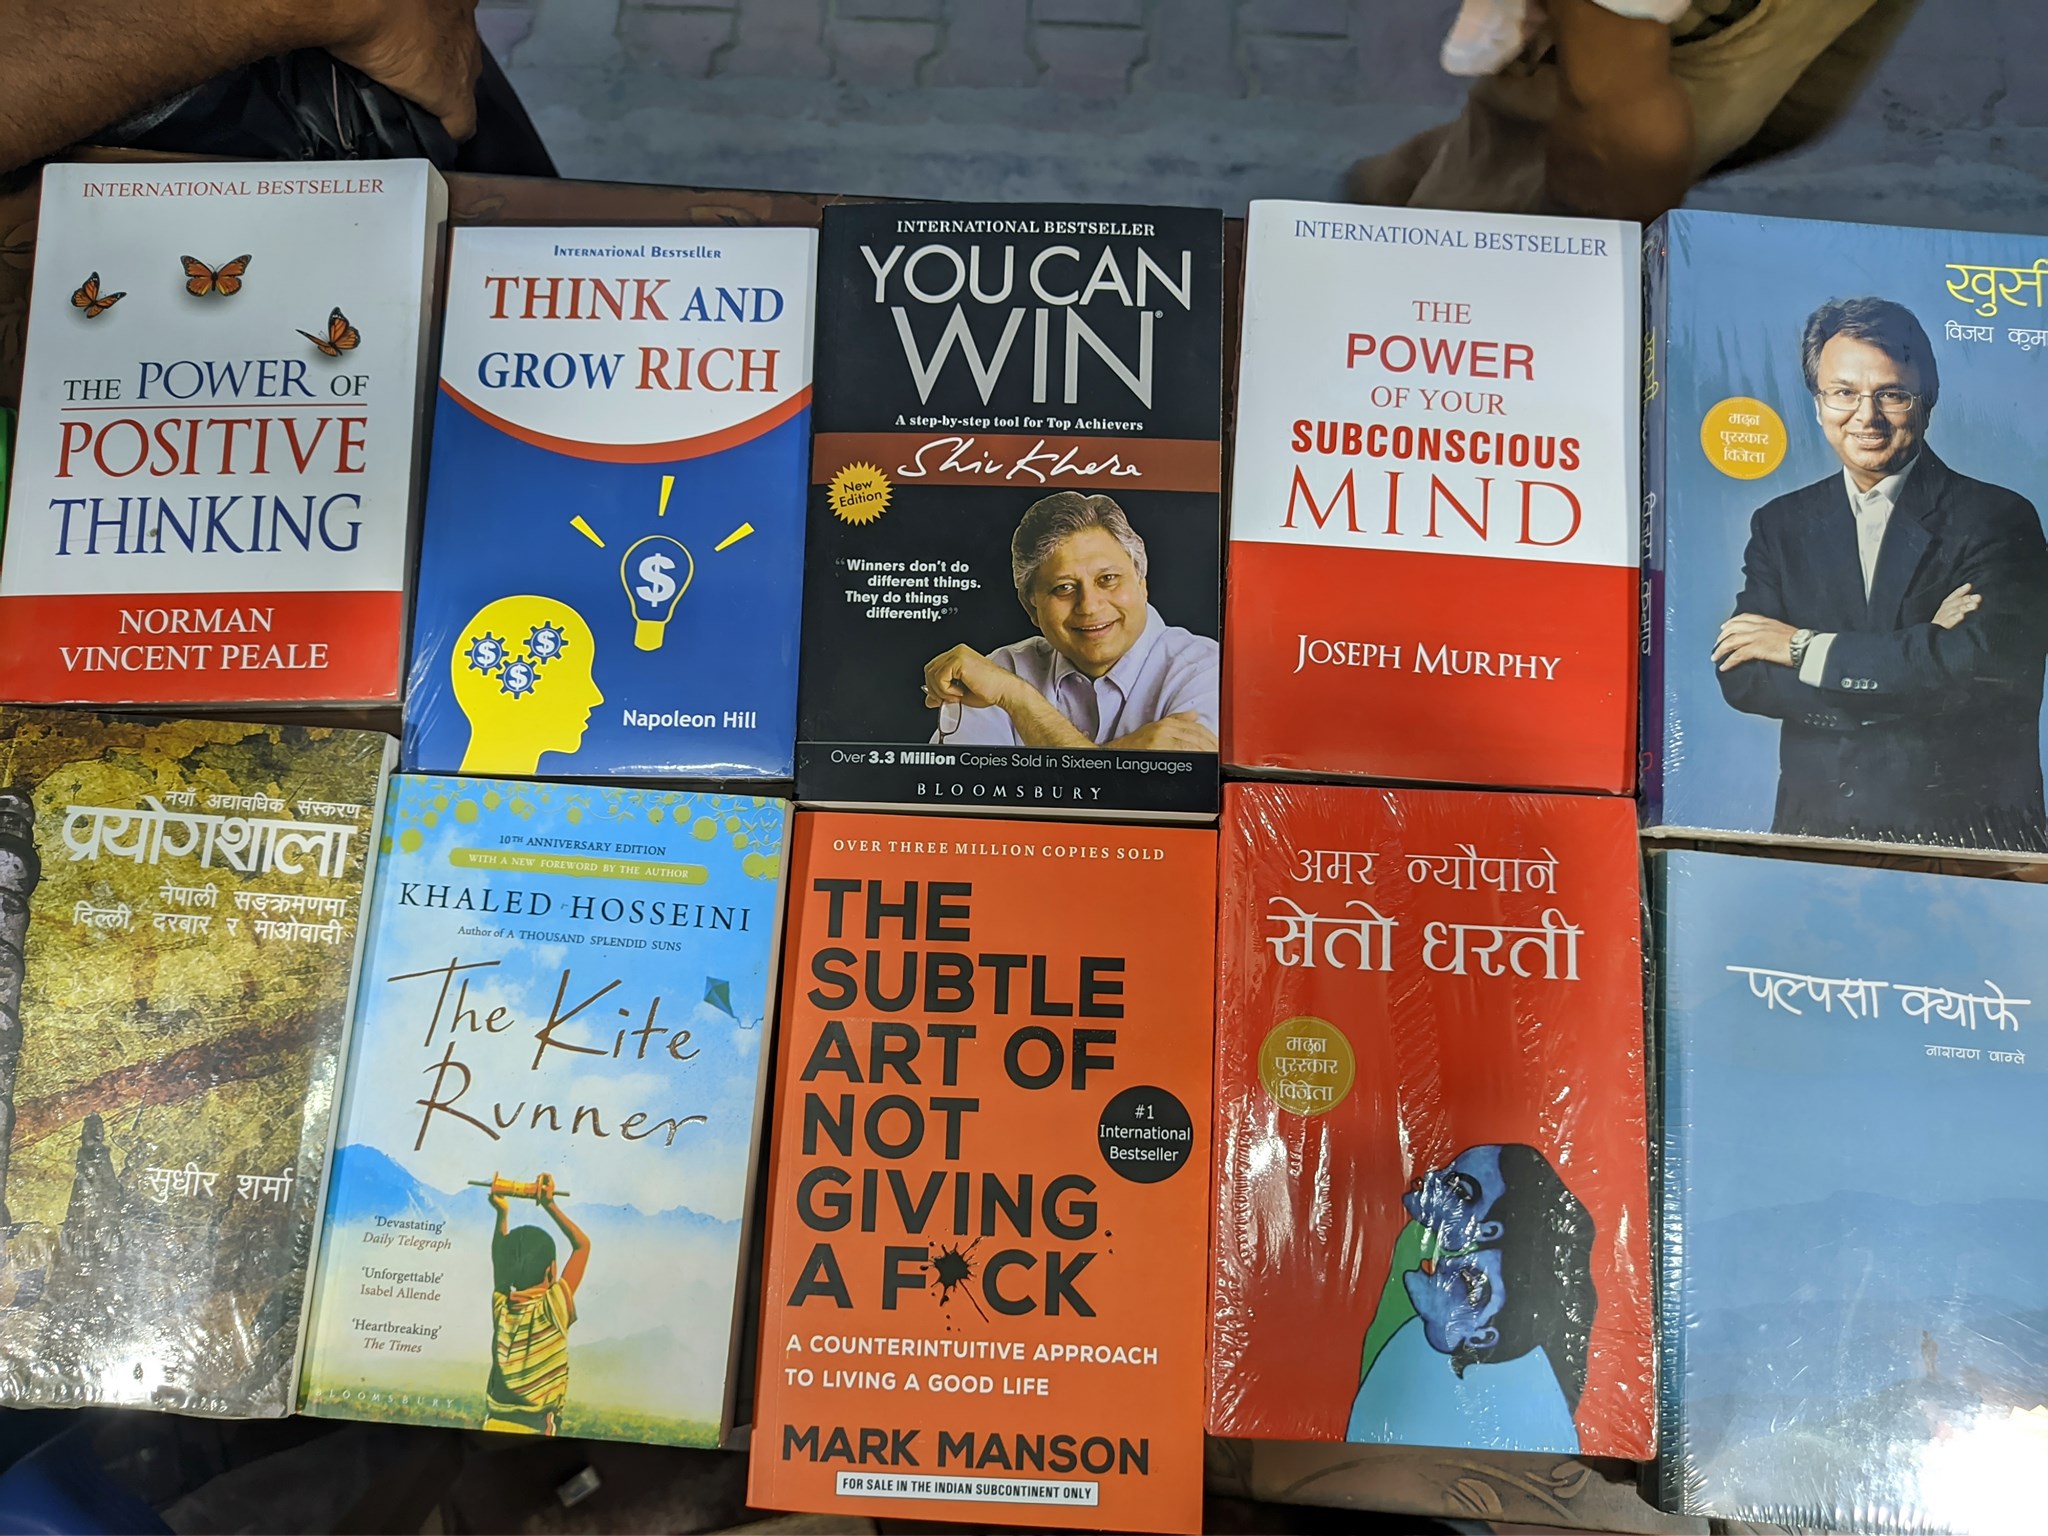 INTERNATIONAL BESTSELLER
THE POWER OF
POSITIVE
THINKING
NORMAN
VINCENT PEALE
INTERNATIONAL BESTSELLER
THINK AND
GROW RICH
$
$ $
$
Napoleon Hill
INTERNATIONAL BESTSELLER
YOU CAN
WIN®
A step-by-step tool for Top Achievers
Shiv Khera
New
Edition
“Winners don't do
different things.
They do things
differently.®”
Over 3.3 Million Copies Sold in Sixteen Languages
BLOOMSBURY
INTERNATIONAL BESTSELLER
THE
POWER
OF YOUR
SUBCONSCIOUS
MIND
JOSEPH MURPHY
विजय
मदन
पुरस्कार
विजेता
विजय कुमार
नयाँ अद्यावधिक संस्करण
प्रयोगशाला
नेपाली सङ्क्रमणमा
दिल्ली, दरबार र माओवादी
सुधीर शर्मा
10TH ANNIVERSARY EDITION
WITH A NEW FOREWORD BY THE AUTHOR
KHALED HOSSEINI
Author of A THOUSAND SPLENDID SUNS
The Kite
Runner
‘Devastating’
Daily Telegraph
‘Unforgettable’
Isabel Allende
‘Heartbreaking’
The Times
BLOOMSBURY
OVER THREE MILLION COPIES SOLD
THE
SUBTLE
ART OF
NOT
GIVING
A F*CK
#1
International
Bestseller
A COUNTERINTUITIVE APPROACH
TO LIVING A GOOD LIFE
MARK MANSON
FOR SALE IN THE INDIAN SUBCONTINENT ONLY
अमर न्यौपाने
सेतो धरती
मदन
पुरस्कार
विजेता
पल्पसा क्याफे
नारायण वाग्ले